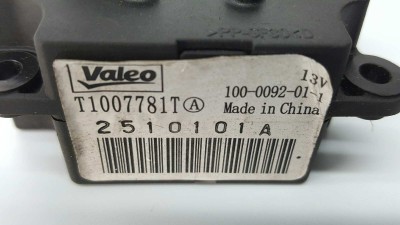 Valeo
13V
T1007781T Ⓐ 100-0092-01-1
Made in China
2510101A